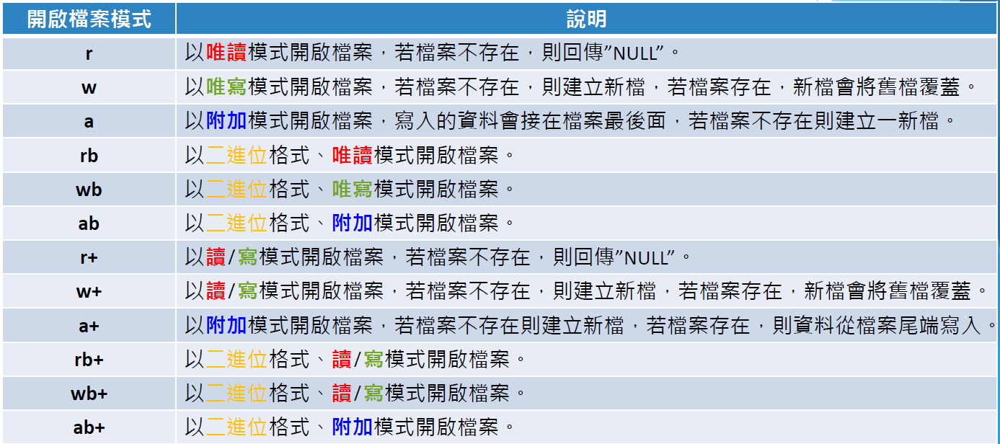 開啟檔案模式 說明
r 以唯讀模式開啟檔案，若檔案不存在，則回傳”NULL”。
w 以唯寫模式開啟檔案，若檔案不存在，則建立新檔，若檔案存在，新檔會將舊檔覆蓋。
a 以附加模式開啟檔案，寫入的資料會接在檔案最後面，若檔案不存在則建立一新檔。
rb 以二進位格式、唯讀模式開啟檔案。
wb 以二進位格式、唯寫模式開啟檔案。
ab 以二進位格式、附加模式開啟檔案。
r+ 以讀/寫模式開啟檔案，若檔案不存在，則回傳”NULL”。
w+ 以讀/寫模式開啟檔案，若檔案不存在，則建立新檔，若檔案存在，新檔會將舊檔覆蓋。
a+ 以附加模式開啟檔案，若檔案不存在則建立新檔，若檔案存在，則資料從檔案尾端寫入。
rb+ 以二進位格式、讀/寫模式開啟檔案。
wb+ 以二進位格式、讀/寫模式開啟檔案。
ab+ 以二進位格式、附加模式開啟檔案。